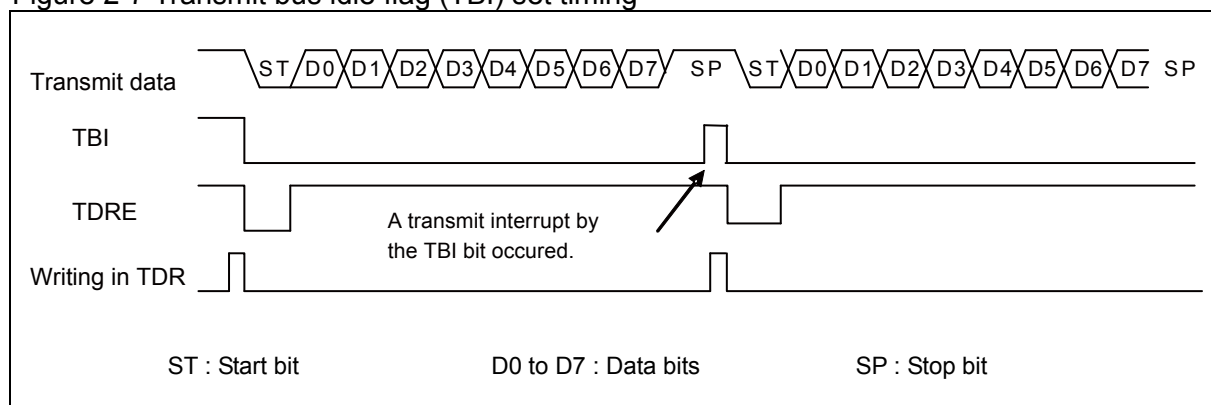 Figure 2-7 Transmit bus idle flag (TBI) set timing
Transmit data ST D0 D1 D2 D3 D4 D5 D6 D7 SP ST D0 D1 D2 D3 D4 D5 D6 D7 SP
TBI
TDRE
A transmit interrupt by
the TBI bit occured.
Writing in TDR
ST : Start bit D0 to D7 : Data bits SP : Stop bit